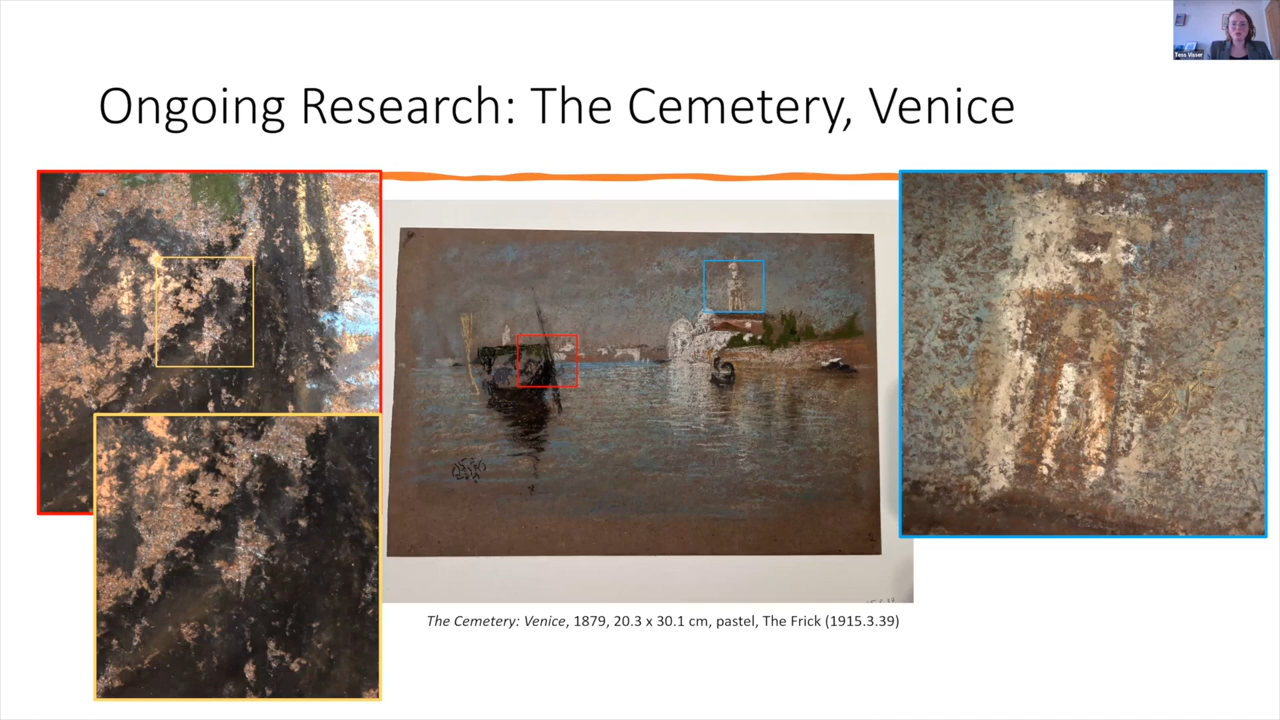 Tess Visser
Ongoing Research: The Cemetery, Venice
The Cemetery: Venice, 1879, 20.3 x 30.1 cm, pastel, The Frick (1915.3.39)